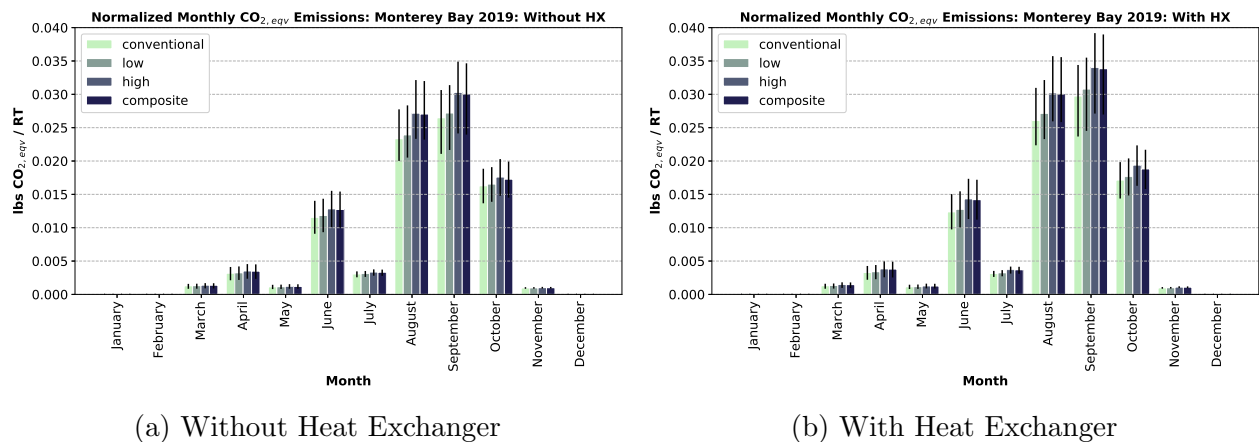 Normalized Monthly CO₂,eqv Emissions: Monterey Bay 2019: Without HX
0.040
0.035
0.030
0.025
0.020
0.015
0.010
0.005
0.000
lbs CO₂,eqv / RT
conventional
low
high
composite
January
February
March
April
May
June
July
August
September
October
November
December
Month
(a) Without Heat Exchanger
Normalized Monthly CO₂,eqv Emissions: Monterey Bay 2019: With HX
0.040
0.035
0.030
0.025
0.020
0.015
0.010
0.005
0.000
lbs CO₂,eqv / RT
conventional
low
high
composite
January
February
March
April
May
June
July
August
September
October
November
December
Month
(b) With Heat Exchanger